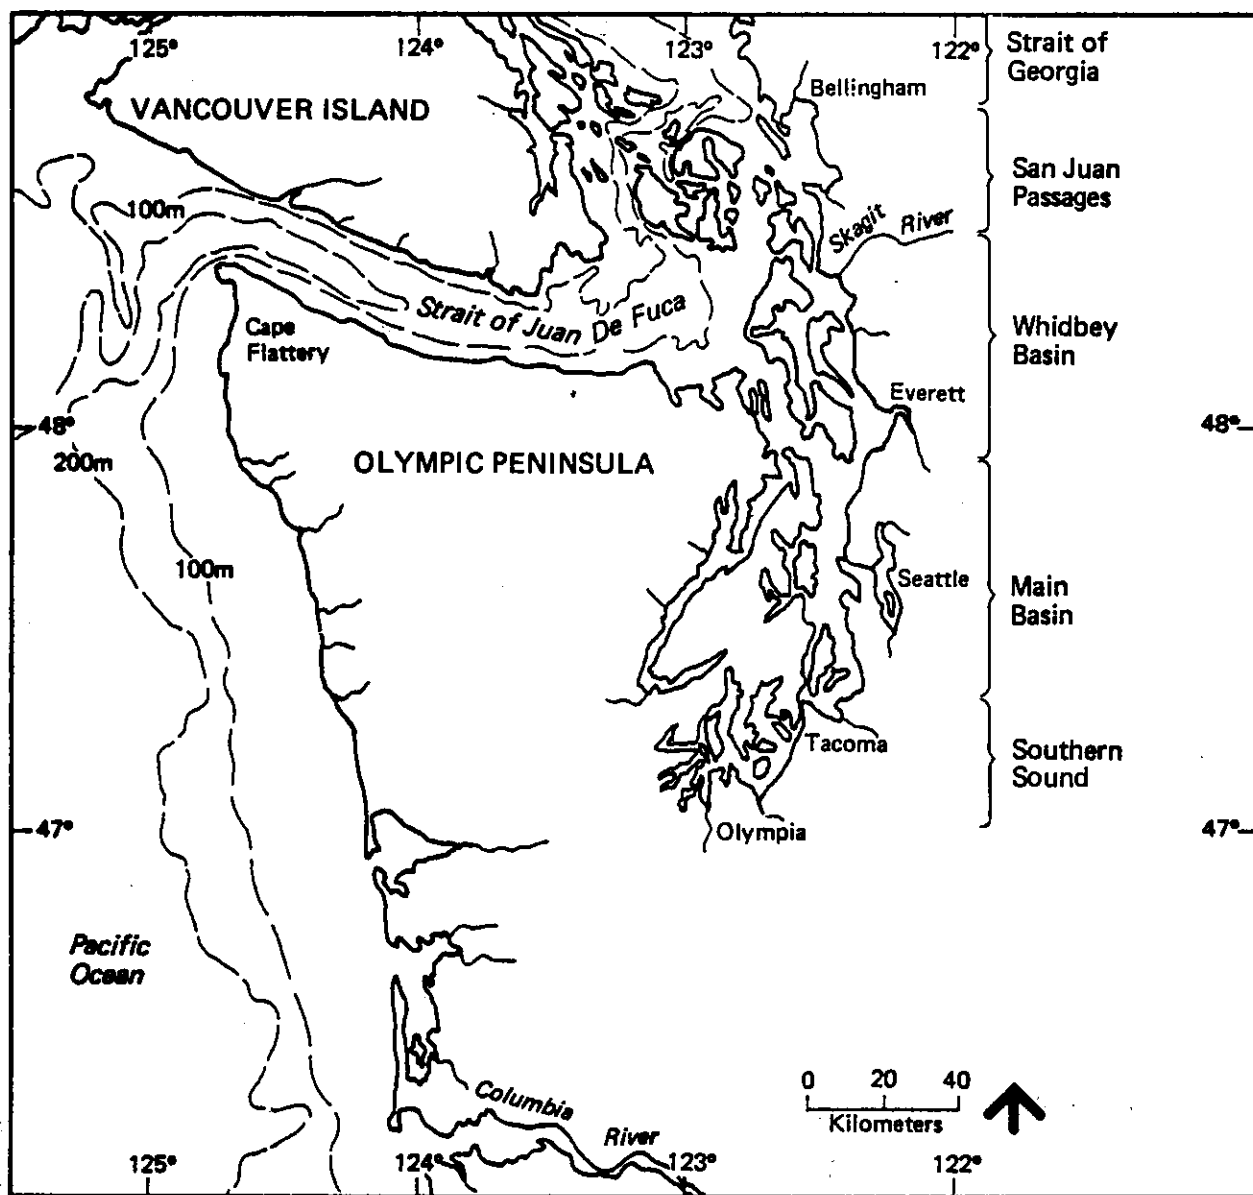 125°
124°
123°
122°
Strait of
Georgia
Bellingham
VANCOUVER ISLAND
San Juan
Passages
100m
Skagit River
Strait of Juan De Fuca
Cape
Flattery
Whidbey
Basin
Everett
48°
48°
200m
OLYMPIC PENINSULA
100m
Seattle
Main
Basin
Tacoma
Southern
Sound
47°
Olympia
47°
Pacific
Ocean
0 20 40
Kilometers
Columbia
River
125°
124°
123°
122°